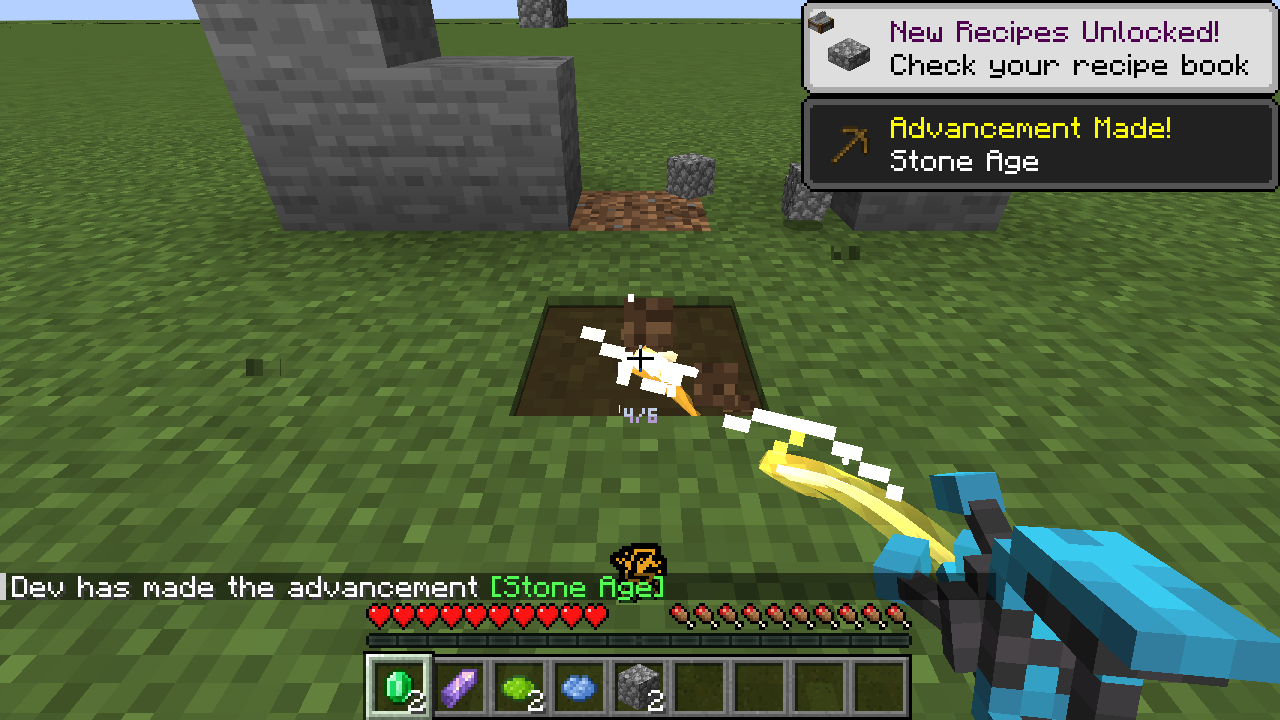 New Recipes Unlocked!
Check your recipe book
Advancement Made!
Stone Age
4/6
Dev has made the advancement [Stone Age]
2
2
2